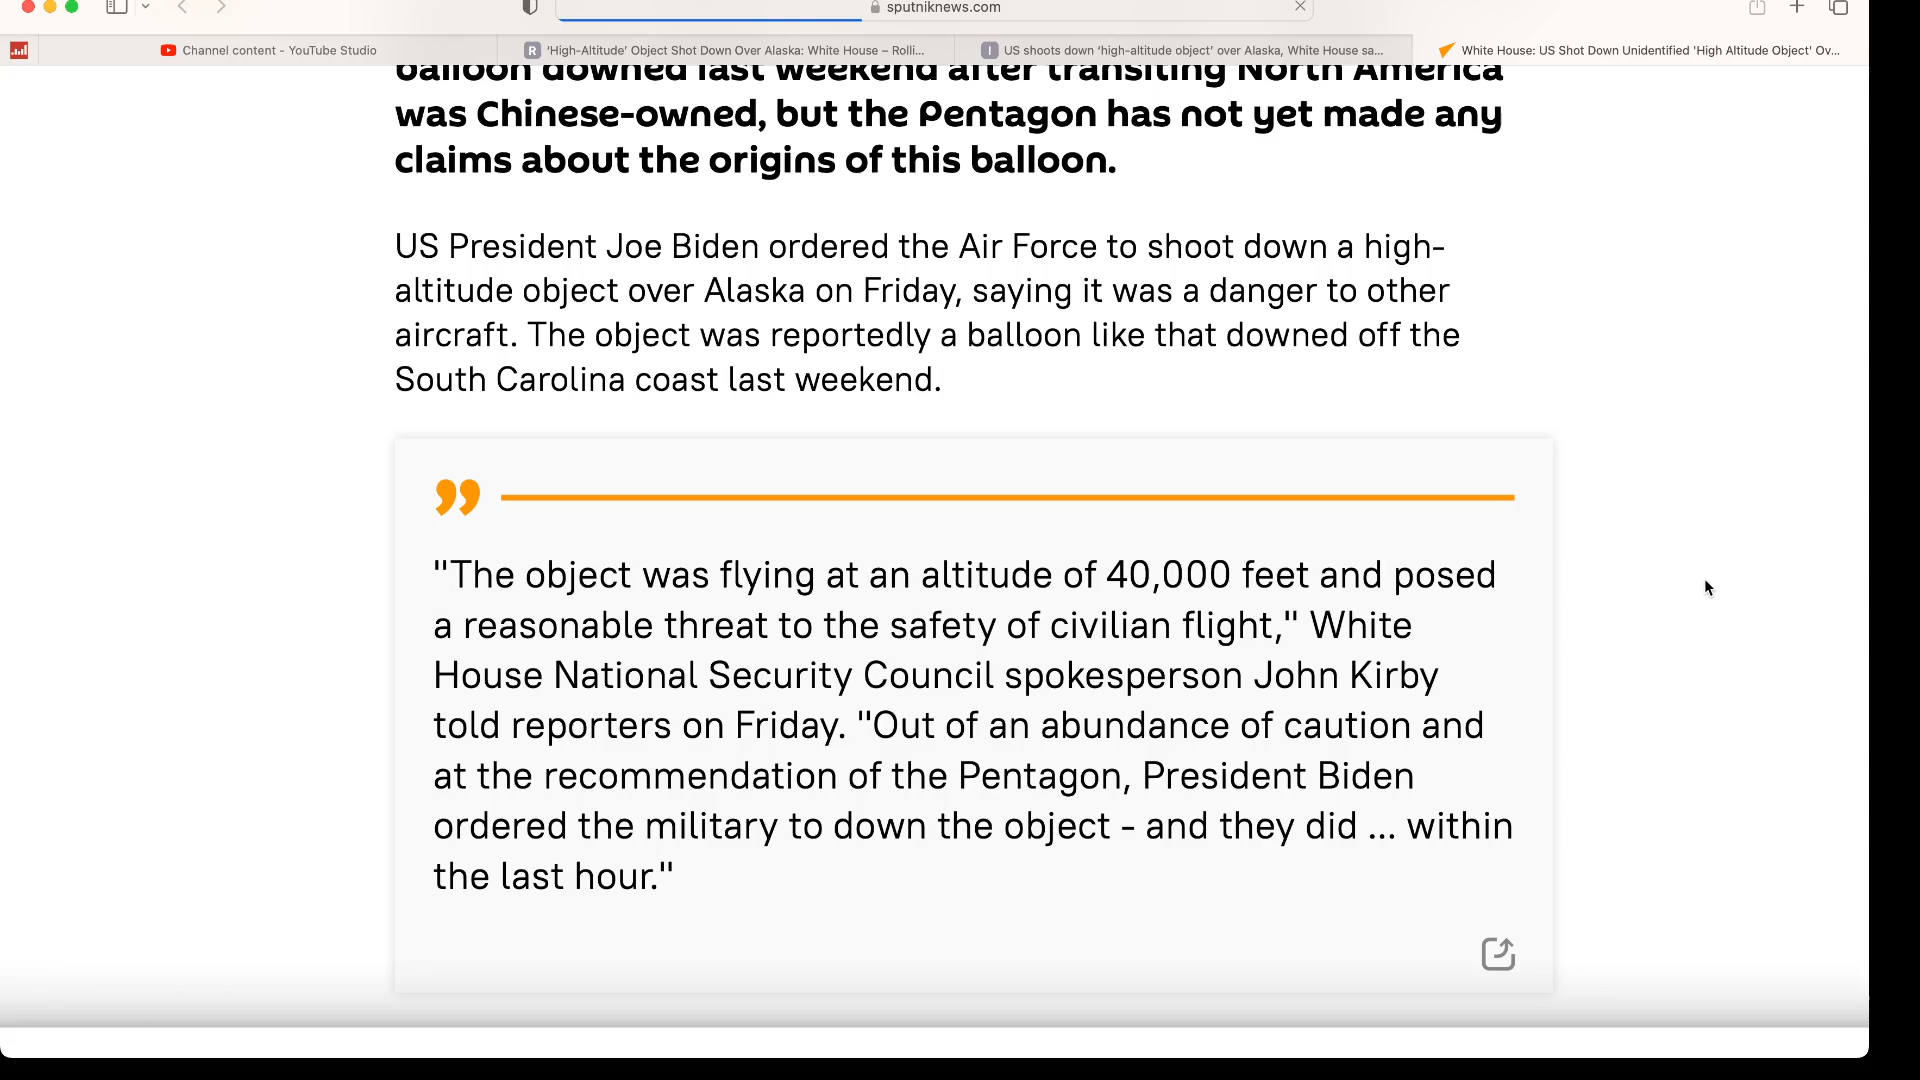 sputniknews.com
Channel content - YouTube Studio
R 'High-Altitude' Object Shot Down Over Alaska: White House – Rolli...
I US shoots down 'high-altitude object' over Alaska, White House sa...
White House: US Shot Down Unidentified 'High Altitude Object' Ov...
balloon downed last weekend after transiting North America
was Chinese-owned, but the Pentagon has not yet made any
claims about the origins of this balloon.
US President Joe Biden ordered the Air Force to shoot down a high-
altitude object over Alaska on Friday, saying it was a danger to other
aircraft. The object was reportedly a balloon like that downed off the
South Carolina coast last weekend.
"The object was flying at an altitude of 40,000 feet and posed
a reasonable threat to the safety of civilian flight," White
House National Security Council spokesperson John Kirby
told reporters on Friday. "Out of an abundance of caution and
at the recommendation of the Pentagon, President Biden
ordered the military to down the object - and they did ... within
the last hour."